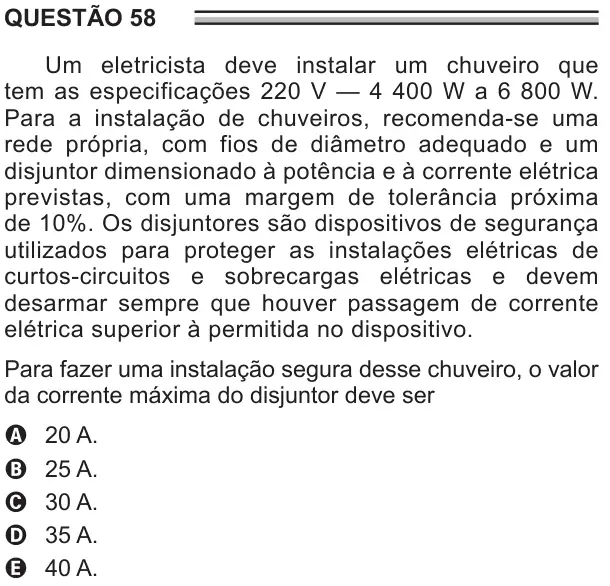 QUESTÃO 58
Um eletricista deve instalar um chuveiro que
tem as especificações 220 V — 4 400 W a 6 800 W.
Para a instalação de chuveiros, recomenda-se uma
rede própria, com fios de diâmetro adequado e um
disjuntor dimensionado à potência e à corrente elétrica
previstas, com uma margem de tolerância próxima
de 10%. Os disjuntores são dispositivos de segurança
utilizados para proteger as instalações elétricas de
curtos-circuitos e sobrecargas elétricas e devem
desarmar sempre que houver passagem de corrente
elétrica superior à permitida no dispositivo.
Para fazer uma instalação segura desse chuveiro, o valor
da corrente máxima do disjuntor deve ser
A 20 A.
B 25 A.
C 30 A.
D 35 A.
E 40 A.